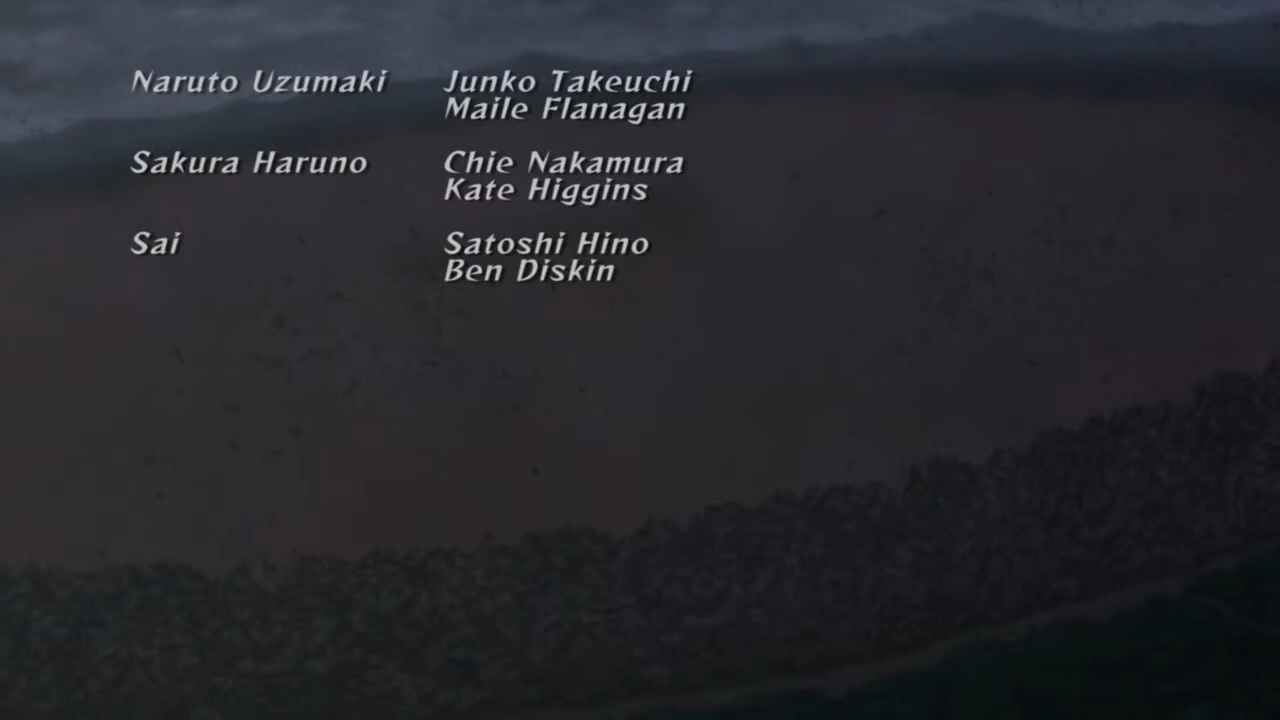 Naruto Uzumaki Junko Takeuchi
Maile Flanagan
Sakura Haruno Chie Nakamura
Kate Higgins
Sai Satoshi Hino
Ben Diskin